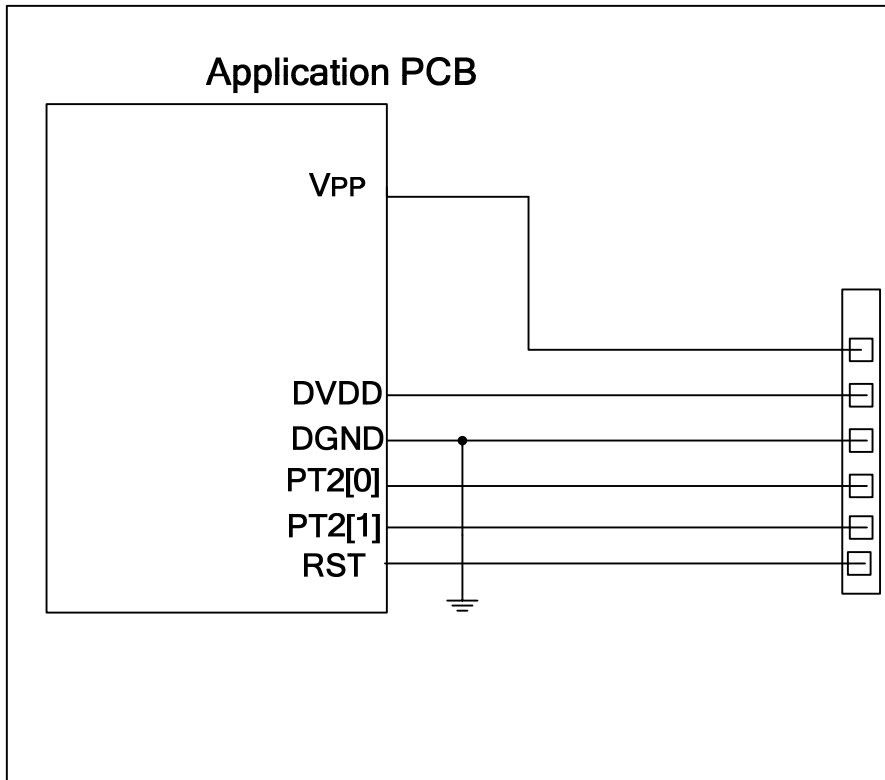 Application PCB
VPP
DVDD
DGND
PT2[0]
PT2[1]
RST